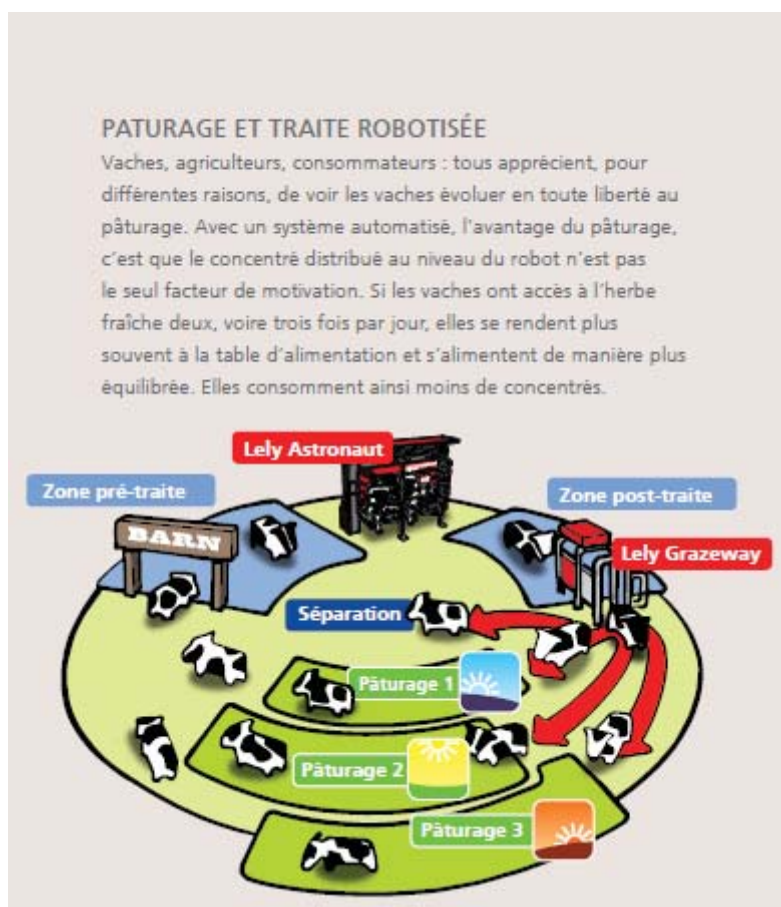 PATURAGE ET TRAITE ROBOTISÉE
Vaches, agriculteurs, consommateurs : tous apprécient, pour
différentes raisons, de voir les vaches évoluer en toute liberté au
pâturage. Avec un système automatisé, l'avantage du pâturage,
c'est que le concentré distribué au niveau du robot n'est pas
le seul facteur de motivation. Si les vaches ont accès à l'herbe
fraîche deux, voire trois fois par jour, elles se rendent plus
souvent à la table d'alimentation et s'alimentent de manière plus
équilibrée. Elles consomment ainsi moins de concentrés.
Lely Astronaut
Zone pré-traite
Zone post-traite
BARN
Lely Grazeway
Séparation
Pâturage 1
Pâturage 2
Pâturage 3